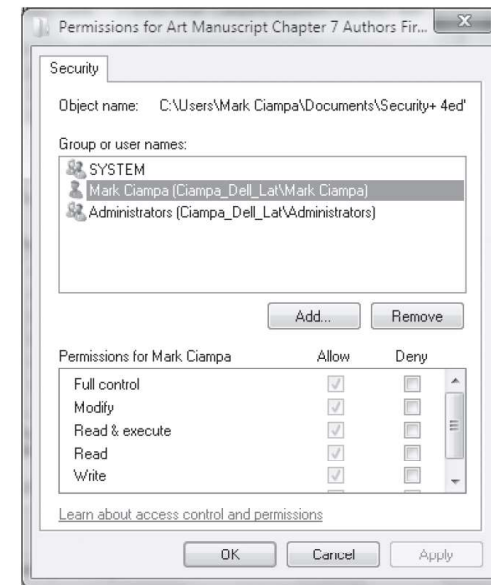 Permissions for Art Manuscript Chapter 7 Authors Fir...
Security
Object name: C:\Users\Mark Ciampa\Documents\Security+ 4ed'
Group or user names:
SYSTEM
Mark Ciampa (Ciampa_Dell_Lat\Mark Ciampa)
Administrators (Ciampa_Dell_Lat\Administrators)
Add... Remove
Permissions for Mark Ciampa Allow Deny
Full control
Modify
Read & execute
Read
Write
Learn about access control and permissions
OK Cancel Apply